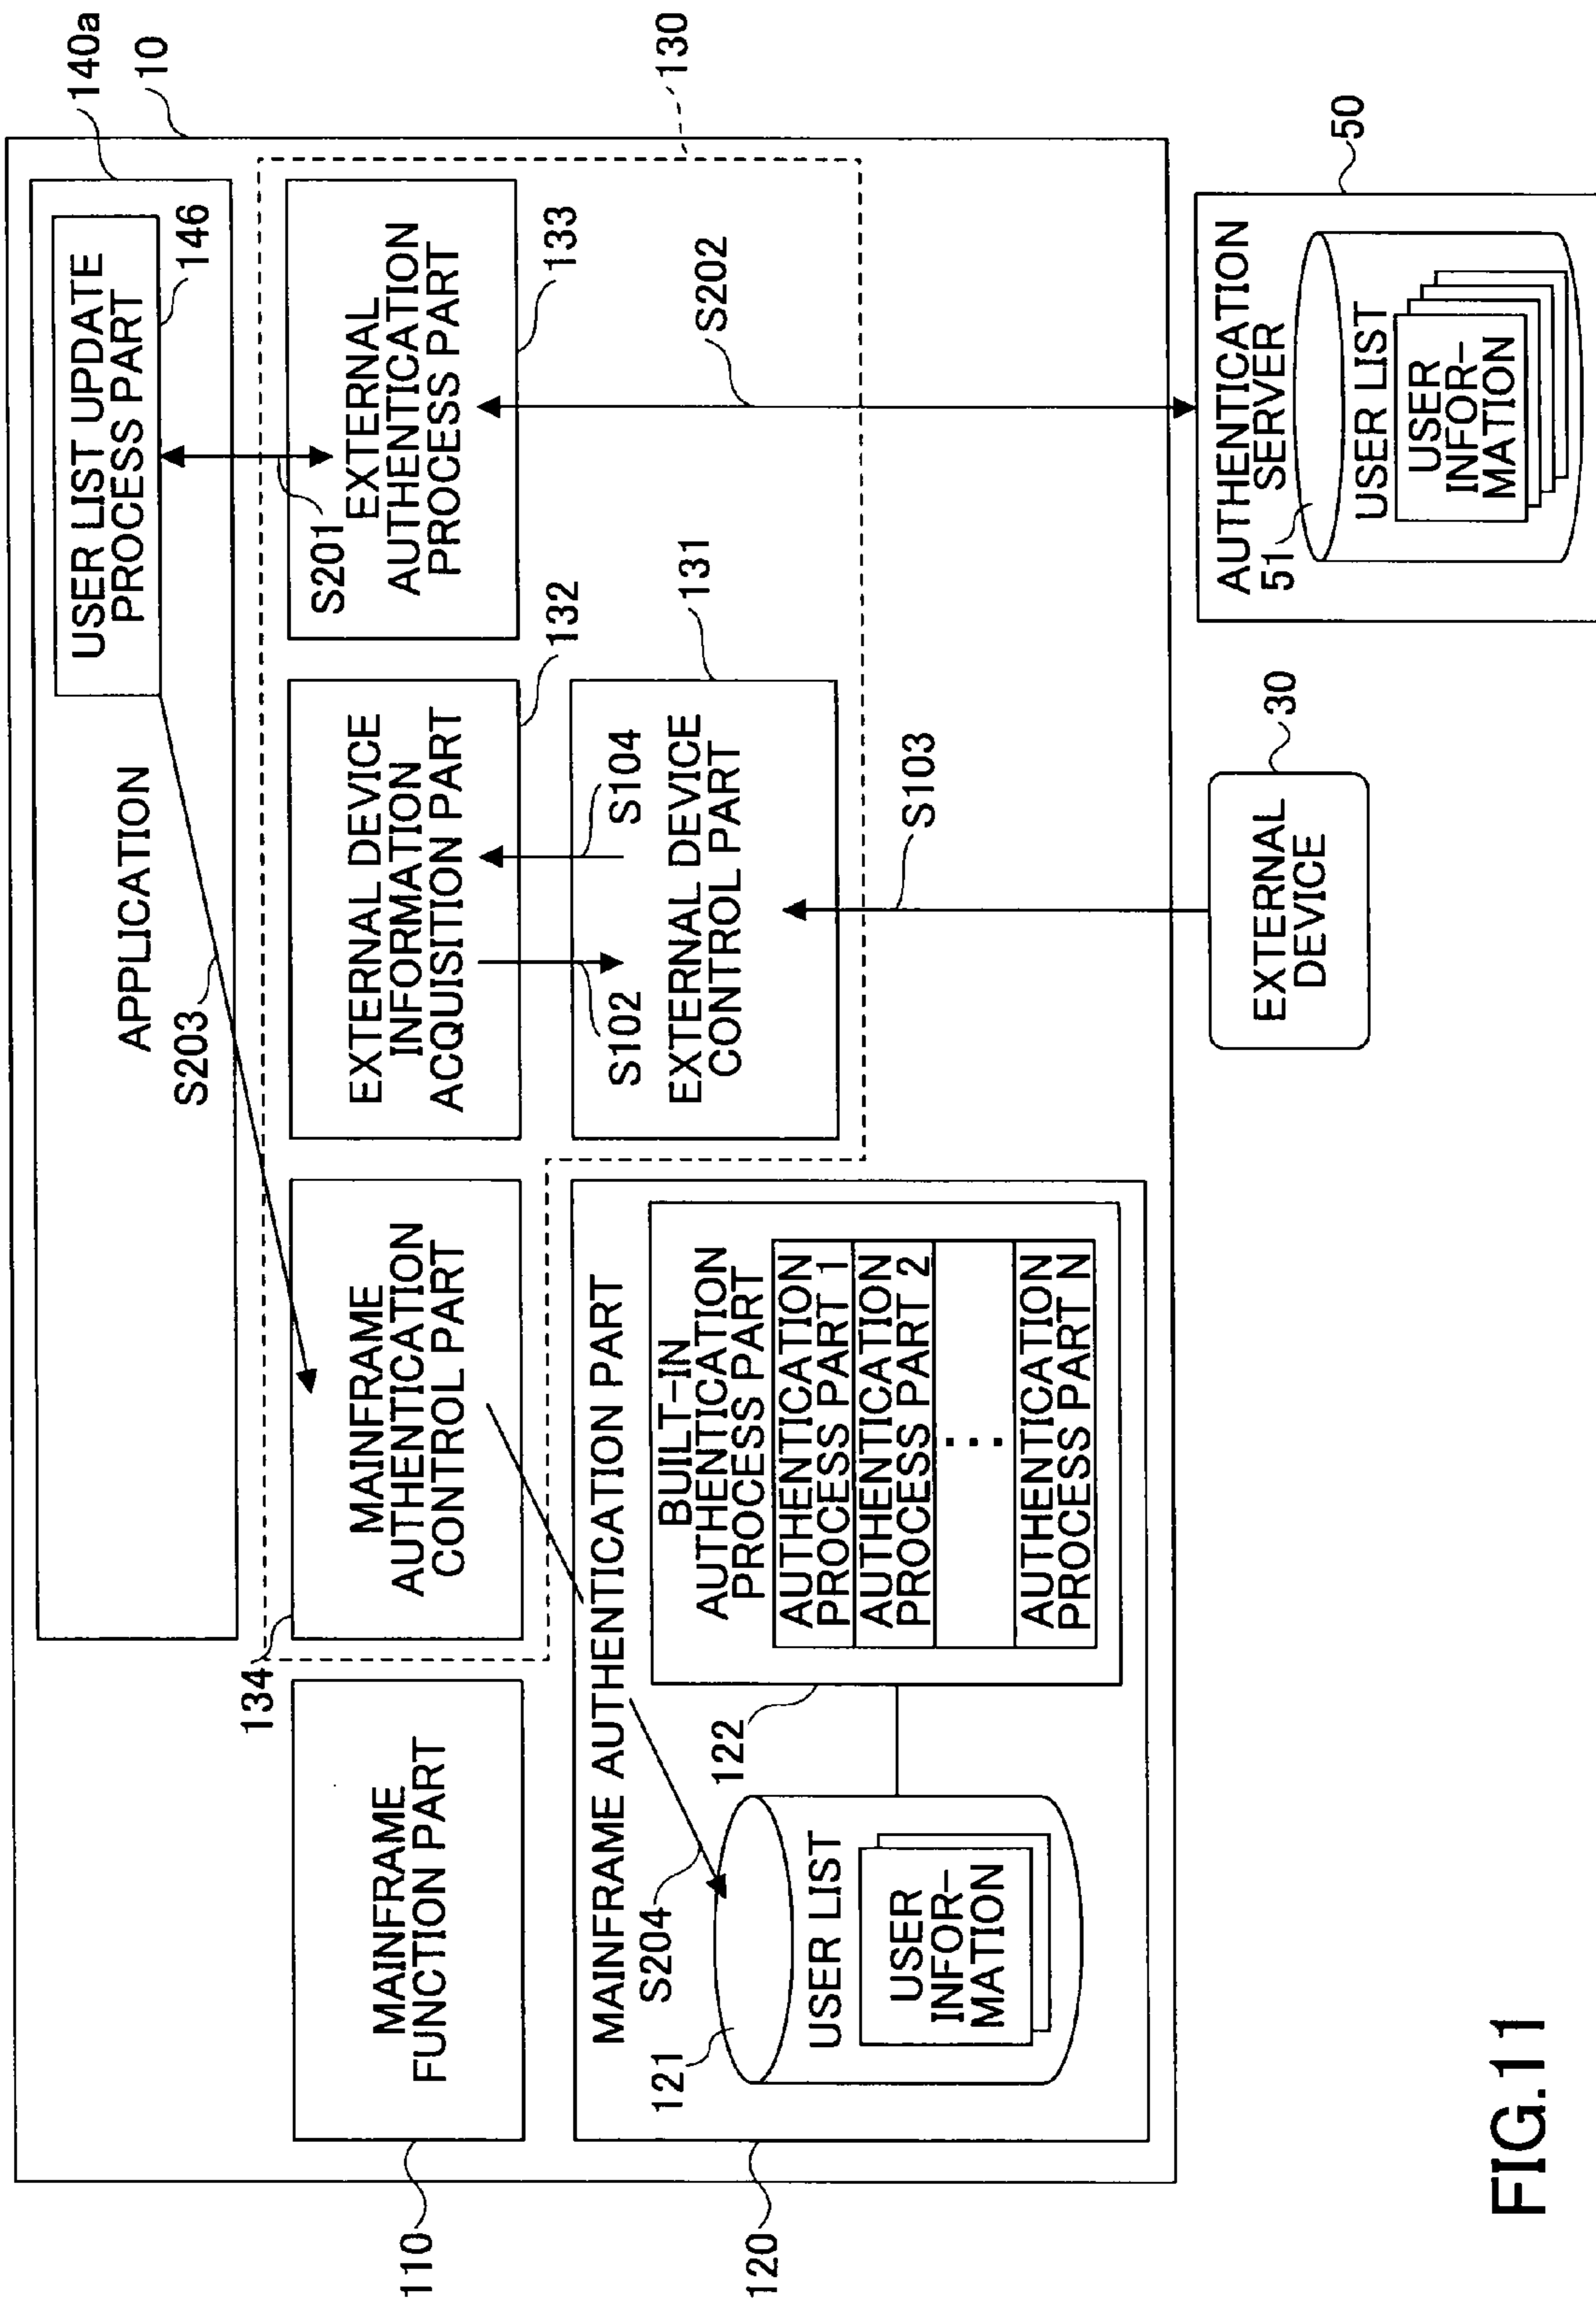 140a
10
USER LIST UPDATE
PROCESS PART
146
APPLICATION
S203
130
134
MAINFRAME
FUNCTION PART
110
MAINFRAME
AUTHENTICATION
CONTROL PART
EXTERNAL DEVICE
INFORMATION
ACQUISITION PART
132
S201
EXTERNAL
AUTHENTICATION
PROCESS PART
133
S102
S104
EXTERNAL DEVICE
CONTROL PART
131
S103
S202
MAINFRAME AUTHENTICATION PART
S204
121
USER LIST
USER
INFOR-
MATION
122
BUILT-IN
AUTHENTICATION
PROCESS PART
AUTHENTICATION
PROCESS PART 1
AUTHENTICATION
PROCESS PART 2
...
AUTHENTICATION
PROCESS PART N
120
EXTERNAL
DEVICE
30
AUTHENTICATION
SERVER
50
51
USER LIST
USER
INFOR-
MATION
FIG.11